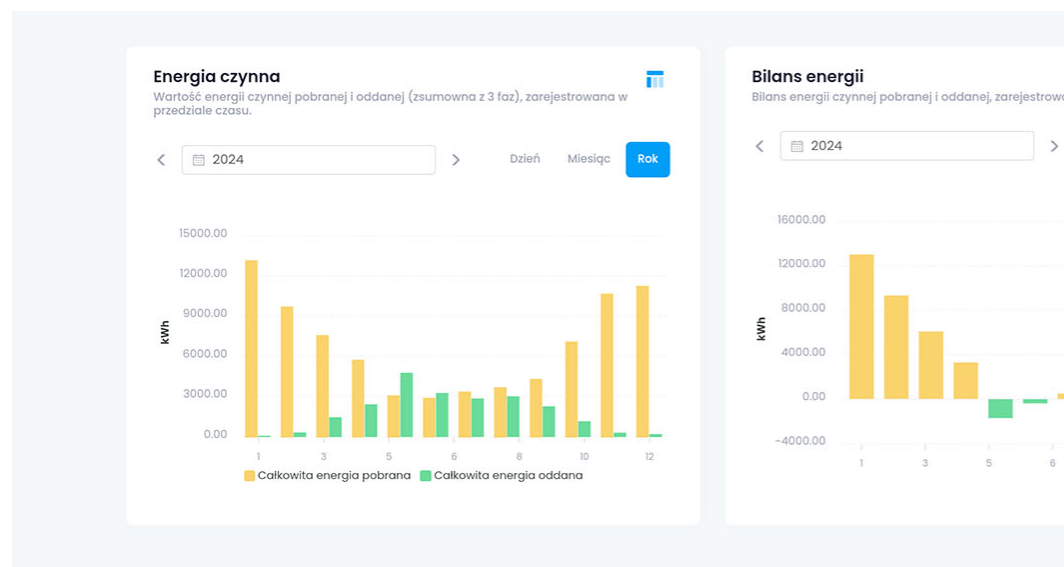 Energia czynna
Wartość energii czynnej pobranej i oddanej (zsumowna z 3 faz), zarejestrowana w
przedziale czasu.
2024
Dzień
Miesiąc
Rok
15000.00
12000.00
9000.00
6000.00
3000.00
0.00
kWh
1
3
5
6
8
10
12
Całkowita energia pobrana
Całkowita energia oddana
Bilans energii
Bilans energii czynnej pobranej i oddanej, zarejestrowa
2024
16000.00
12000.00
8000.00
4000.00
0.00
-4000.00
kWh
1
3
5
6